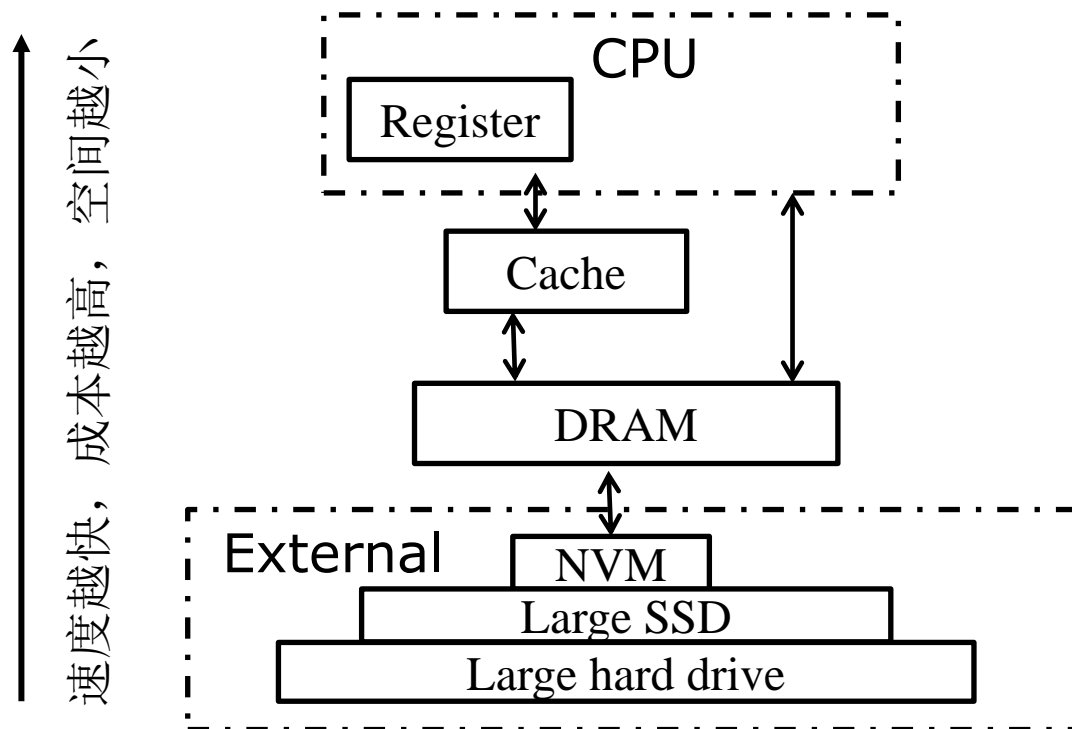 速度越快，成本越高，空间越小
CPU
Register
Cache
DRAM
External
NVM
Large SSD
Large hard drive